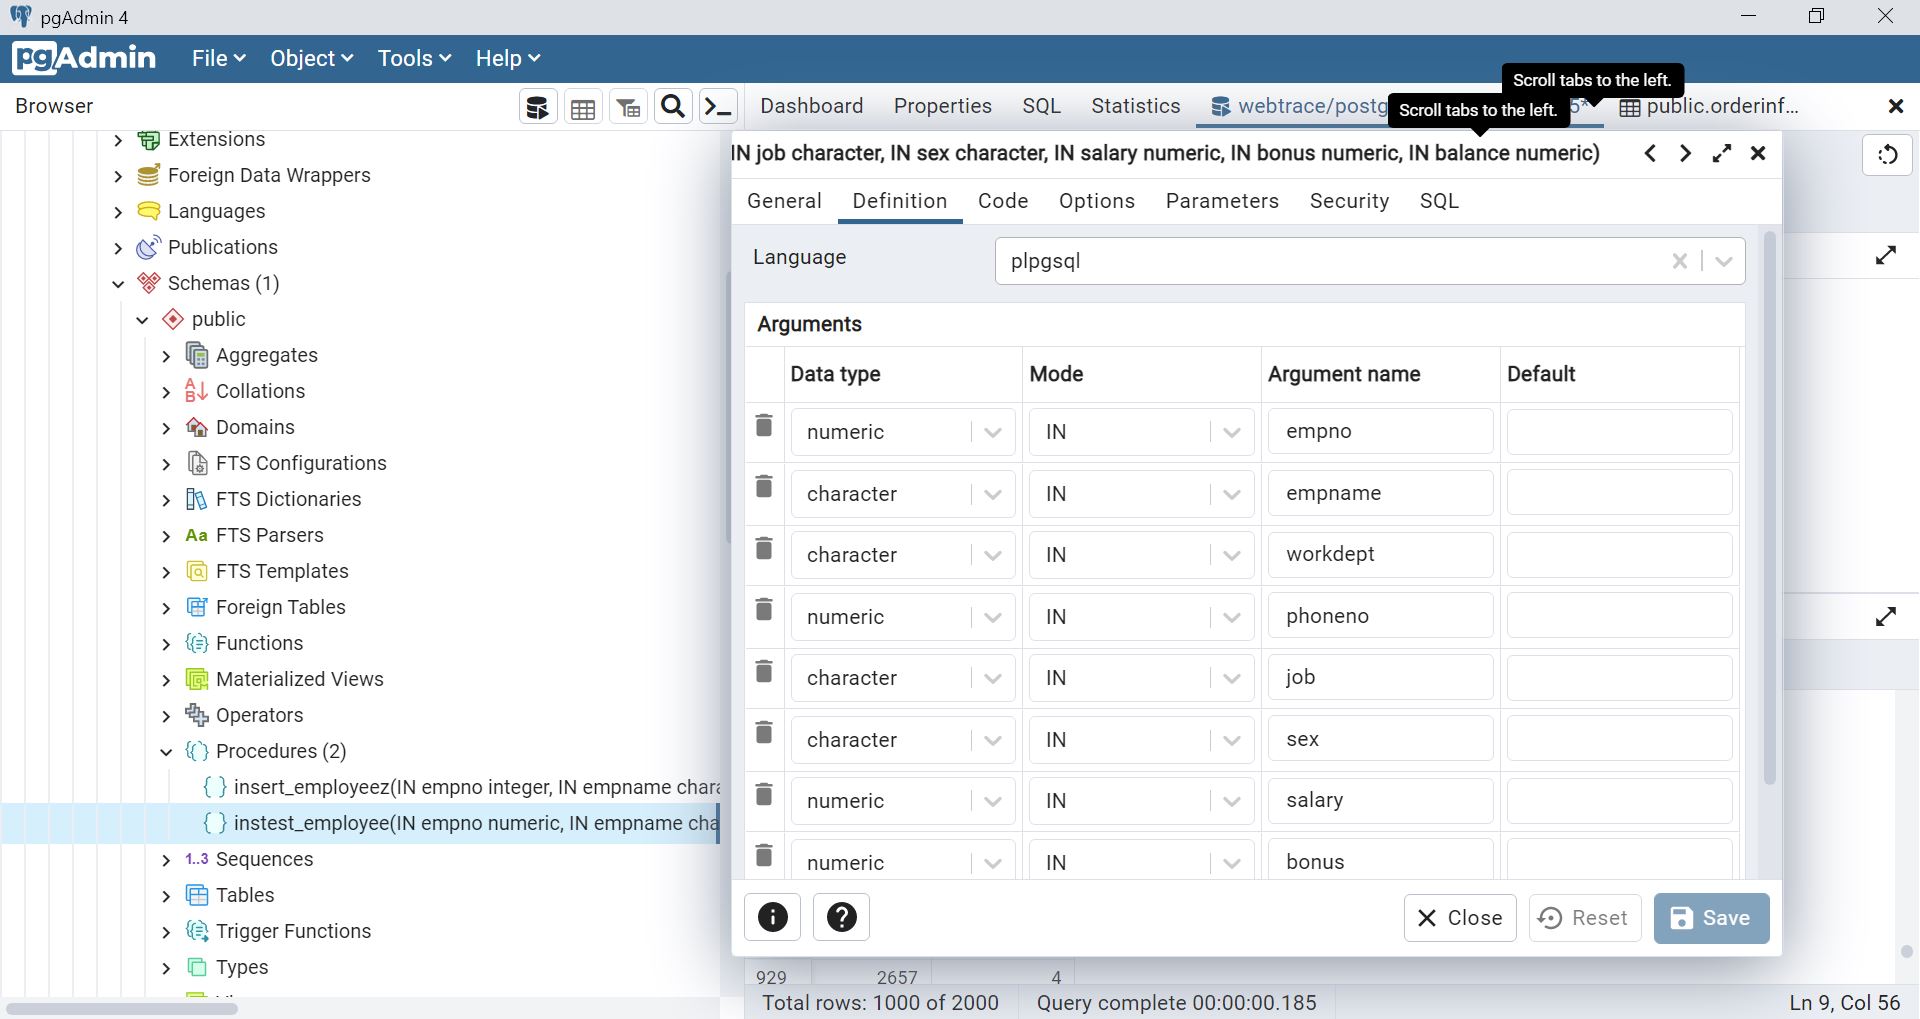 pgAdmin 4
pgAdmin File Object Tools Help
Scroll tabs to the left.
Browser Dashboard Properties SQL Statistics webtrace/postg 5* public.orderinf...
Scroll tabs to the left.
IN job character, IN sex character, IN salary numeric, IN bonus numeric, IN balance numeric)
General Definition Code Options Parameters Security SQL
Language plpgsql
Arguments
Data type Mode Argument name Default
numeric IN empno
character IN empname
character IN workdept
numeric IN phoneno
character IN job
character IN sex
numeric IN salary
numeric IN bonus
Close Reset Save
Extensions
Foreign Data Wrappers
Languages
Publications
Schemas (1)
public
Aggregates
Collations
Domains
FTS Configurations
FTS Dictionaries
Aa FTS Parsers
FTS Templates
Foreign Tables
Functions
Materialized Views
Operators
Procedures (2)
insert_employeez(IN empno integer, IN empname chara
instest_employee(IN empno numeric, IN empname cha
1..3 Sequences
Tables
Trigger Functions
Types
929 2657 4
Total rows: 1000 of 2000 Query complete 00:00:00.185 Ln 9, Col 56